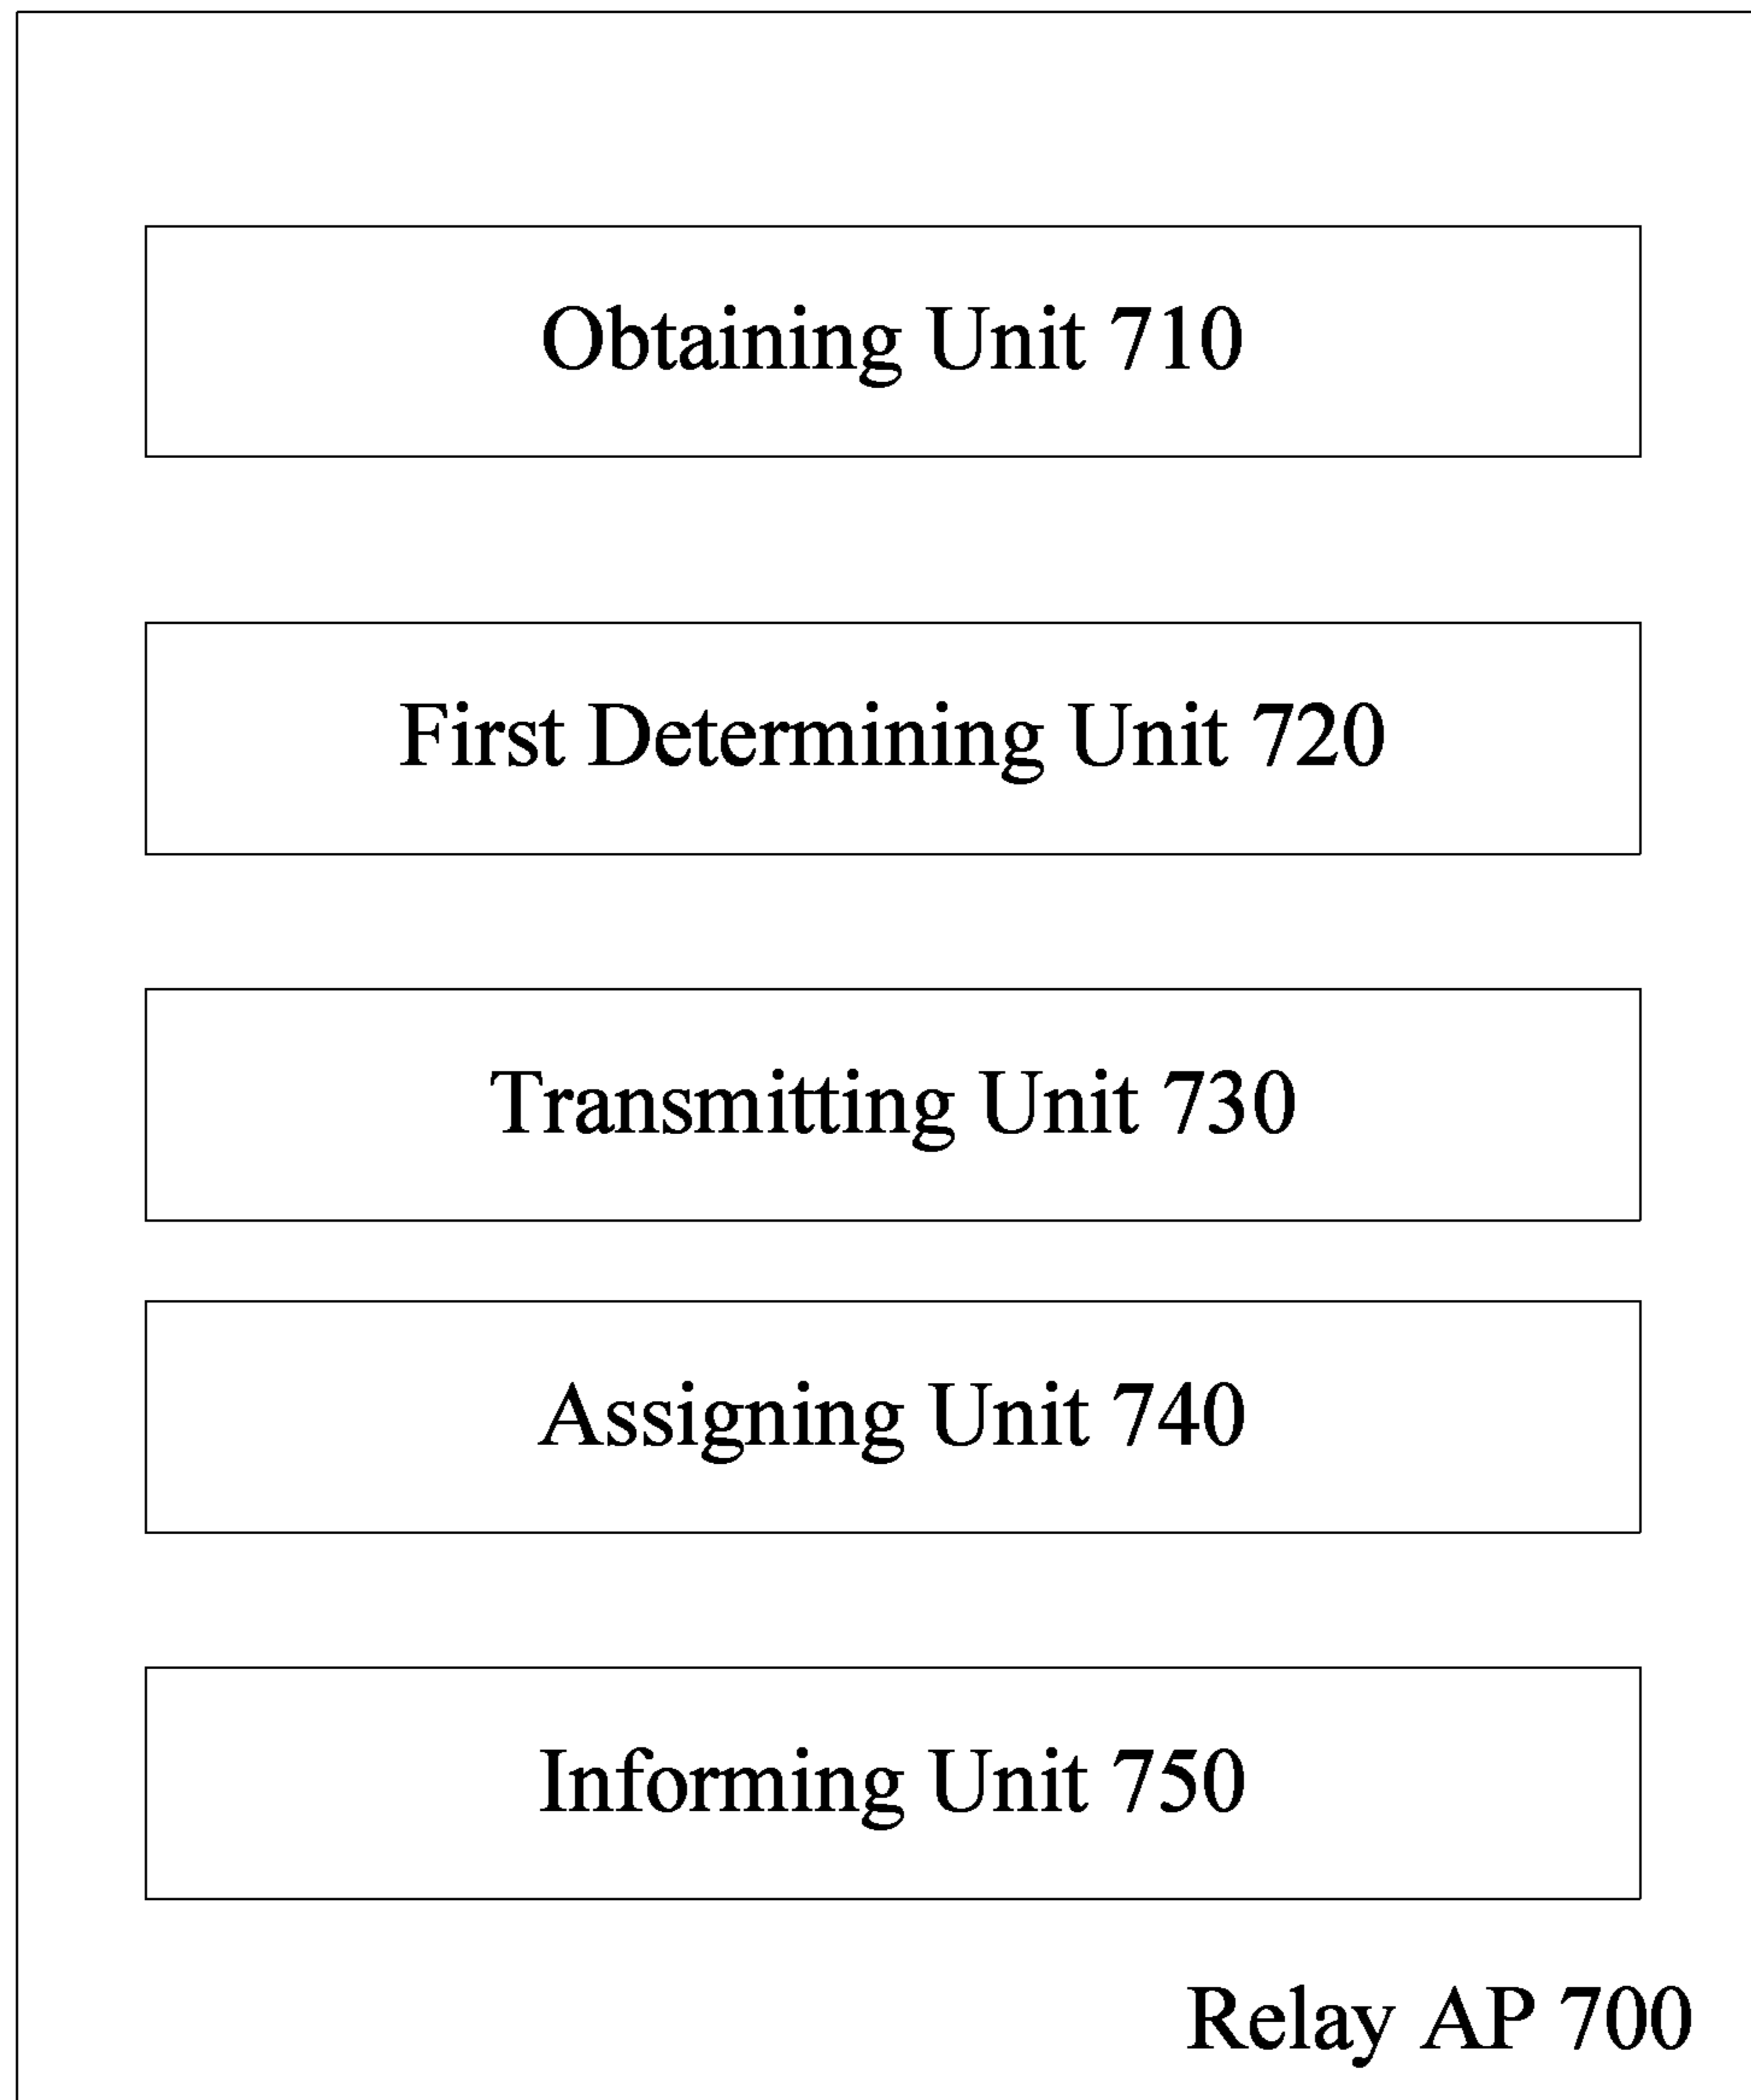 Obtaining Unit 710
First Determining Unit 720
Transmitting Unit 730
Assigning Unit 740
Informing Unit 750
Relay AP 700